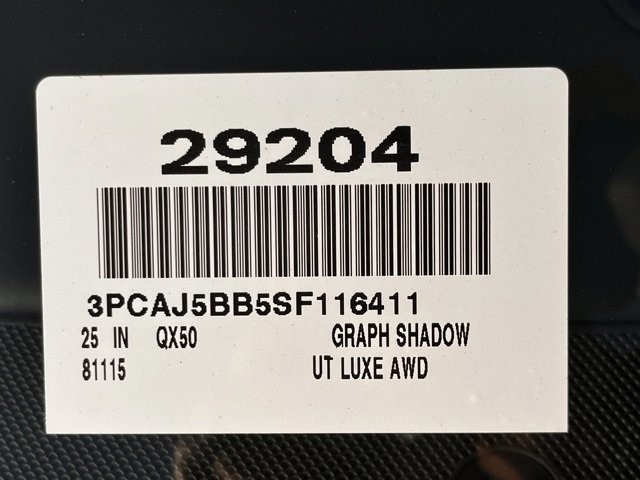 29204
3PCAJ5BB5SF116411
25 IN QX50 GRAPH SHADOW
81115 UT LUXE AWD